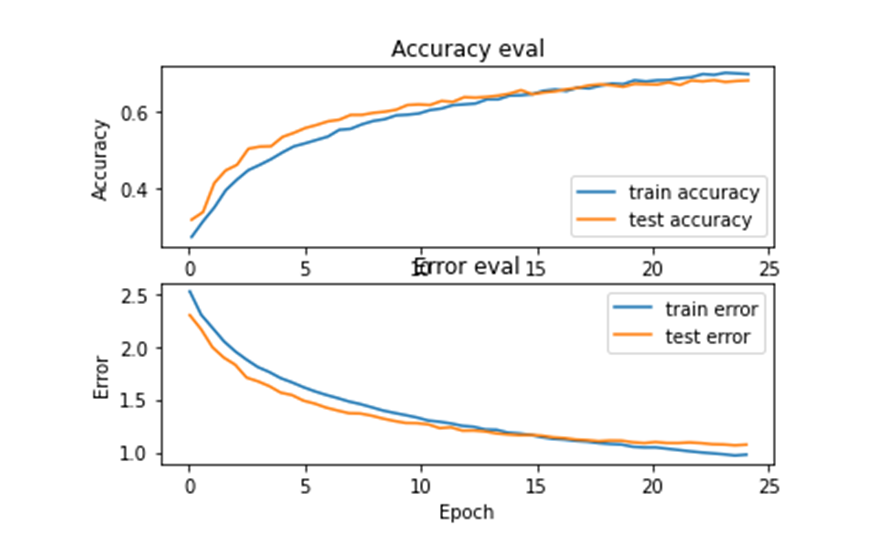 Accuracy eval
Accuracy
0.6
0.4
train accuracy
test accuracy
0 5 10 15 20 25
Error eval
Error
2.5
2.0
1.5
1.0
train error
test error
0 5 10 15 20 25
Epoch